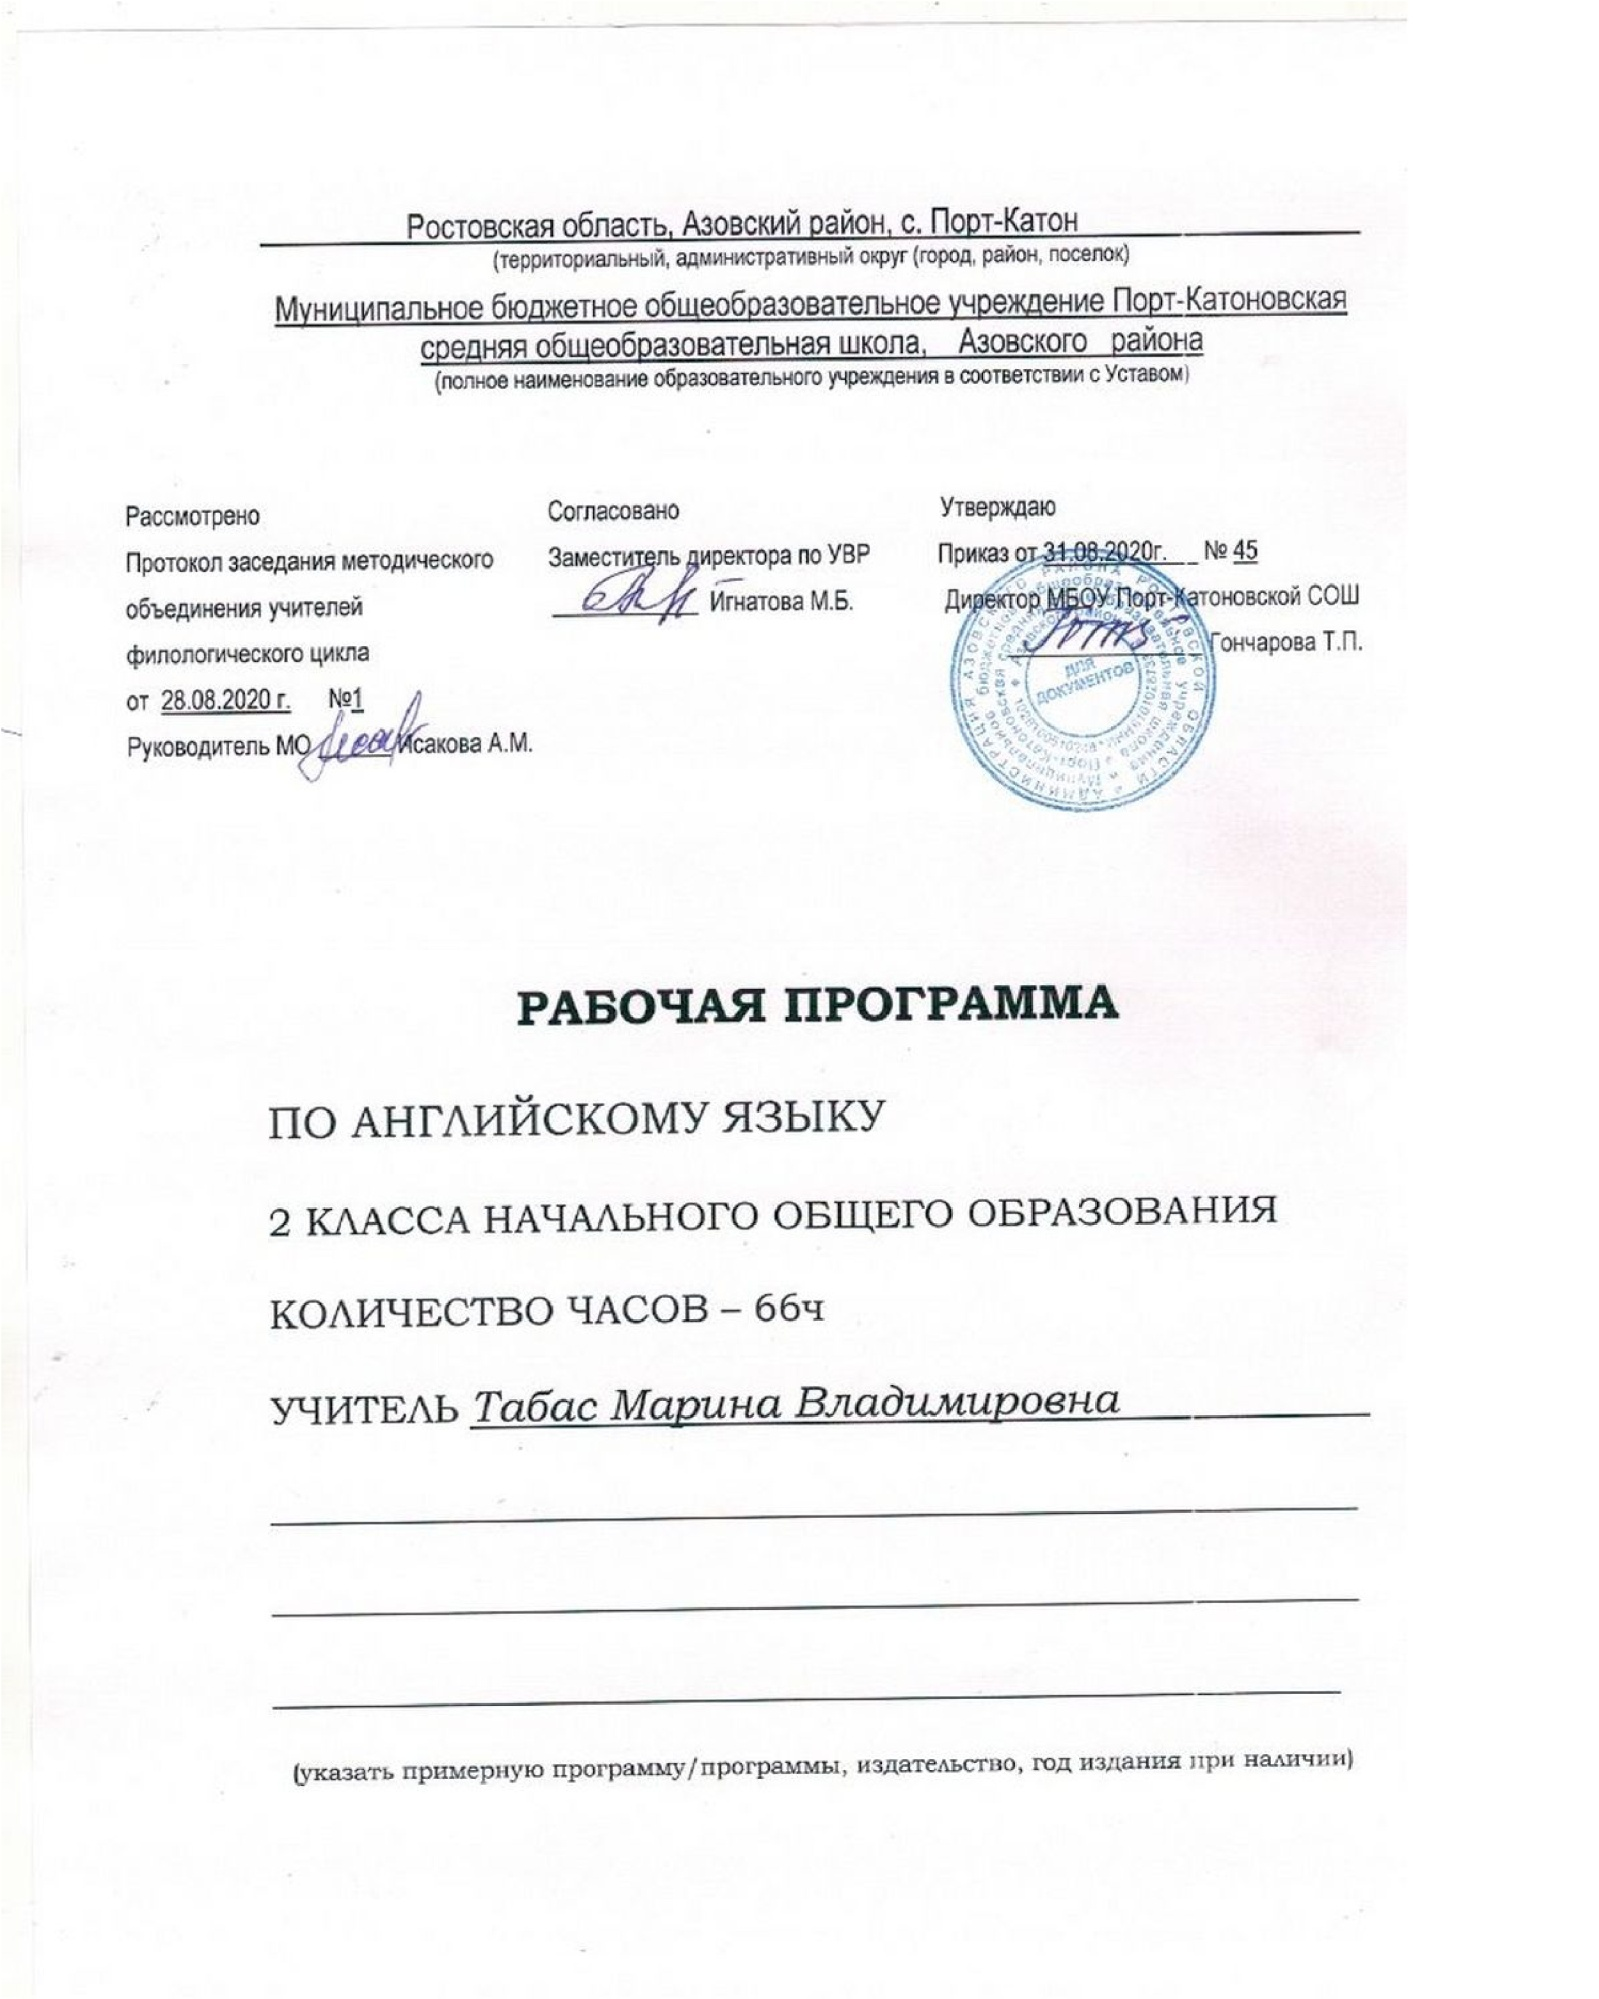 Ростовская область, Азовский район, с. Порт-Катон
(территориальный, административный округ (город, район, поселок)
Муниципальное бюджетное общеобразовательное учреждение Порт-Катоновская
средняя общеобразовательная школа, Азовского района
(полное наименование образовательного учреждения в соответствии с Уставом)
Рассмотрено
Протокол заседания методического
объединения учителей
филологического цикла
от 28.08.2020 г. №1
Руководитель МО Исакова А.М.
Согласовано
Заместитель директора по УВР
Игнатова М.Б.
Утверждаю
Приказ от 31.08.2020г. № 45
Директор МБОУ Порт-Катоновской СОШ
Гончарова Т.П.
ДЛЯ
ДОКУМЕНТОВ
РАБОЧАЯ ПРОГРАММА
ПО АНГЛИЙСКОМУ ЯЗЫКУ
2 КЛАССА НАЧАЛЬНОГО ОБЩЕГО ОБРАЗОВАНИЯ
КОЛИЧЕСТВО ЧАСОВ – 66ч
УЧИТЕЛЬ Табас Марина Владимировна
(указать примерную программу/программы, издательство, год издания при наличии)